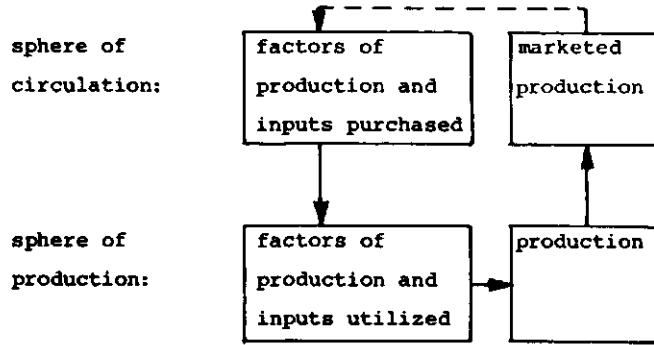 sphere of
circulation:
factors of
production and
inputs purchased
marketed
production
sphere of
production:
factors of
production and
inputs utilized
production